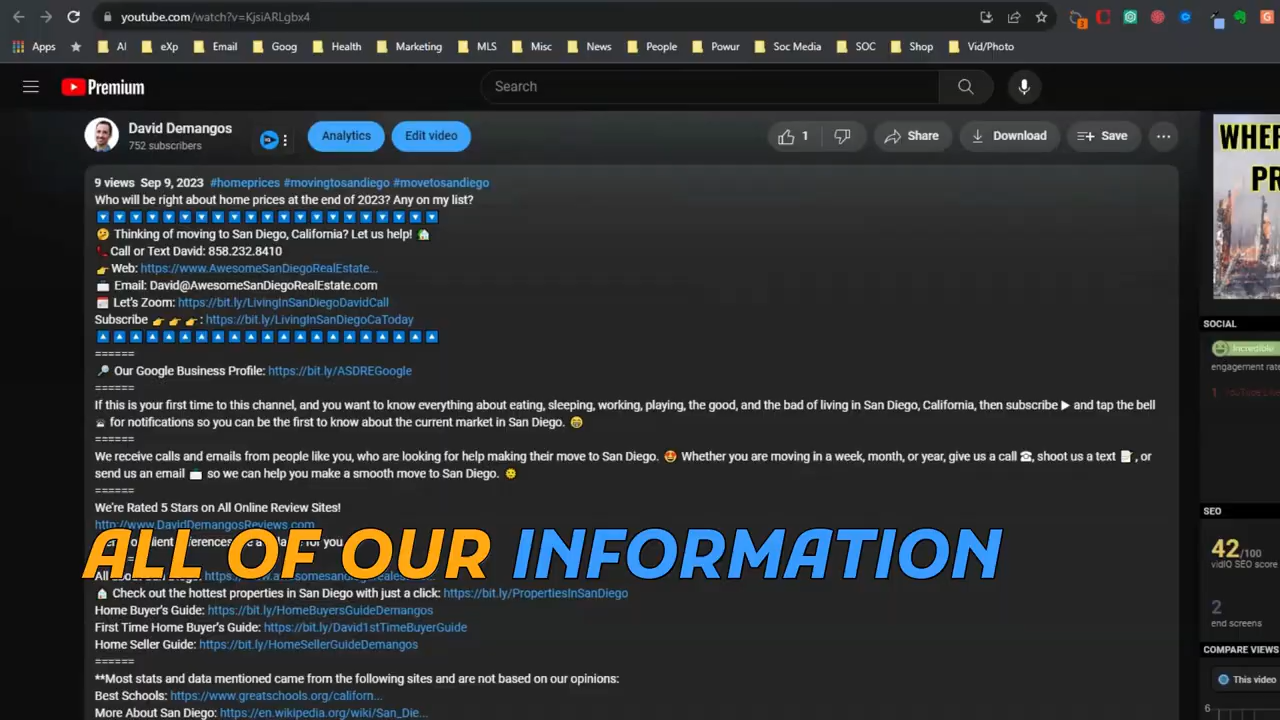 youtube.com/watch?v=KjsiARLgbx4
Apps AI eXp Email Goog Health Marketing MLS Misc News People Powur Soc Media SOC Shop Vid/Photo
Premium
Search
David Demangos
752 subscribers
Analytics
Edit video
1
Share
Download
Save
WHER
PR
9 views Sep 9, 2023 #homeprices #movingtosandiego #movetosandiego
Who will be right about home prices at the end of 2023? Any on my list?
🤔 Thinking of moving to San Diego, California? Let us help! 🏡
📞Call or Text David: 858.232.8410
👉Web: https://www.AwesomeSanDiegoRealEstate...
📩 Email: David@AwesomeSanDiegoRealEstate.com
🗓 Let's Zoom: https://bit.ly/LivingInSanDiegoDavidCall
Subscribe 👉 👉 👉 : https://bit.ly/LivingInSanDiegoCaToday
======
🔎 Our Google Business Profile: https://bit.ly/ASDREGoogle
======
If this is your first time to this channel, and you want to know everything about eating, sleeping, working, playing, the good, and the bad of living in San Diego, California, then subscribe ▶ and tap the bell
🛎 for notifications so you can be the first to know about the current market in San Diego. 😁
======
We receive calls and emails from people like you, who are looking for help making their move to San Diego. 😍 Whether you are moving in a week, month, or year, give us a call ☎, shoot us a text 📝, or
send us an email 📩 so we can help you make a smooth move to San Diego. 🙂
======
We're Rated 5 Stars on All Online Review Sites!
http://www.DavidDemangosReviews.com
ALL OF OUR INFORMATION
🏠 Check out the hottest properties in San Diego with just a click: https://bit.ly/PropertiesInSanDiego
Home Buyer's Guide: https://bit.ly/HomeBuyersGuideDemangos
First Time Home Buyer's Guide: https://bit.ly/David1stTimeBuyerGuide
Home Seller Guide: https://bit.ly/HomeSellerGuideDemangos
======
**Most stats and data mentioned came from the following sites and are not based on our opinions:
Best Schools: https://www.greatschools.org/californ...
More About San Diego: https://en.wikipedia.org/wiki/San_Die...
SOCIAL
Incredible
engagement rate
1
SEO
42/100
vidIQ SEO score
2
end screens
COMPARE VIEWS
This video
6